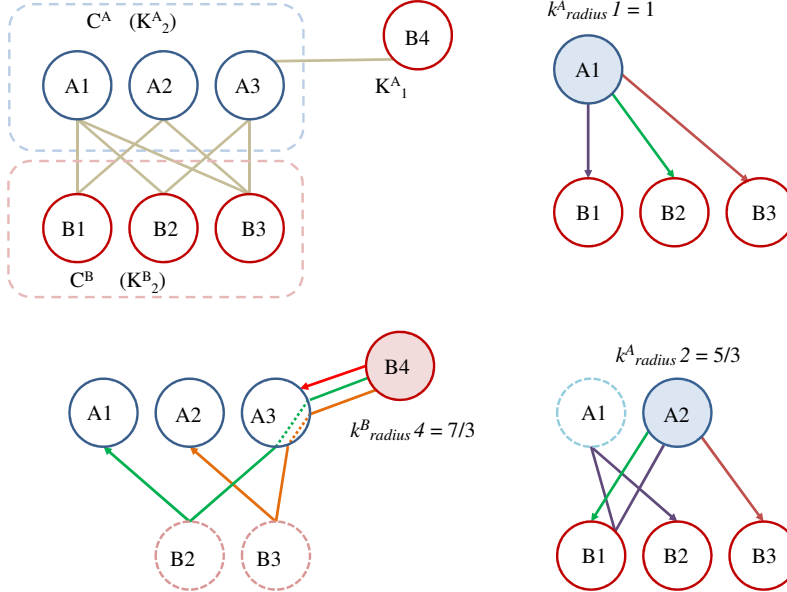 C^A (K^A_2)
A1 A2 A3
B4
K^A_1
B1 B2 B3
C^B (K^B_2)
k^A_radius 1 = 1
A1
B1 B2 B3
B4
A1 A2 A3
k^B_radius 4 = 7/3
B2 B3
k^A_radius 2 = 5/3
A1 A2
B1 B2 B3